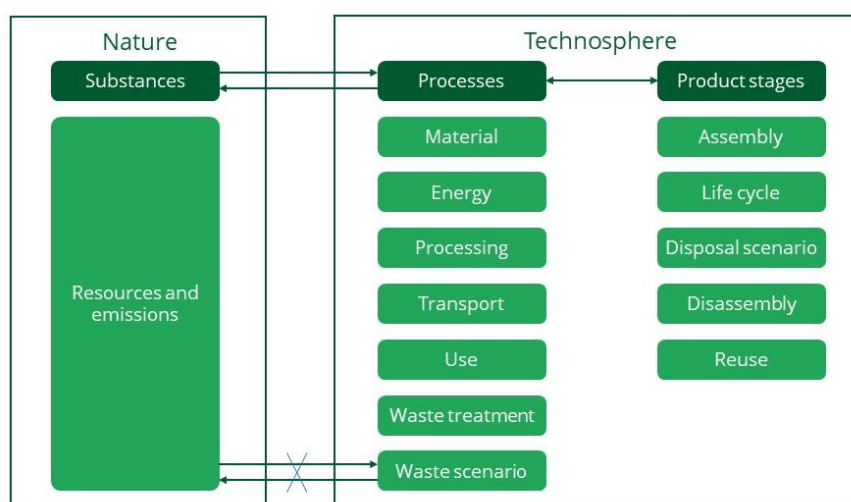 Nature
Technosphere
Substances
Processes
Product stages
Resources and
emissions
Material
Energy
Processing
Transport
Use
Waste treatment
Waste scenario
Assembly
Life cycle
Disposal scenario
Disassembly
Reuse